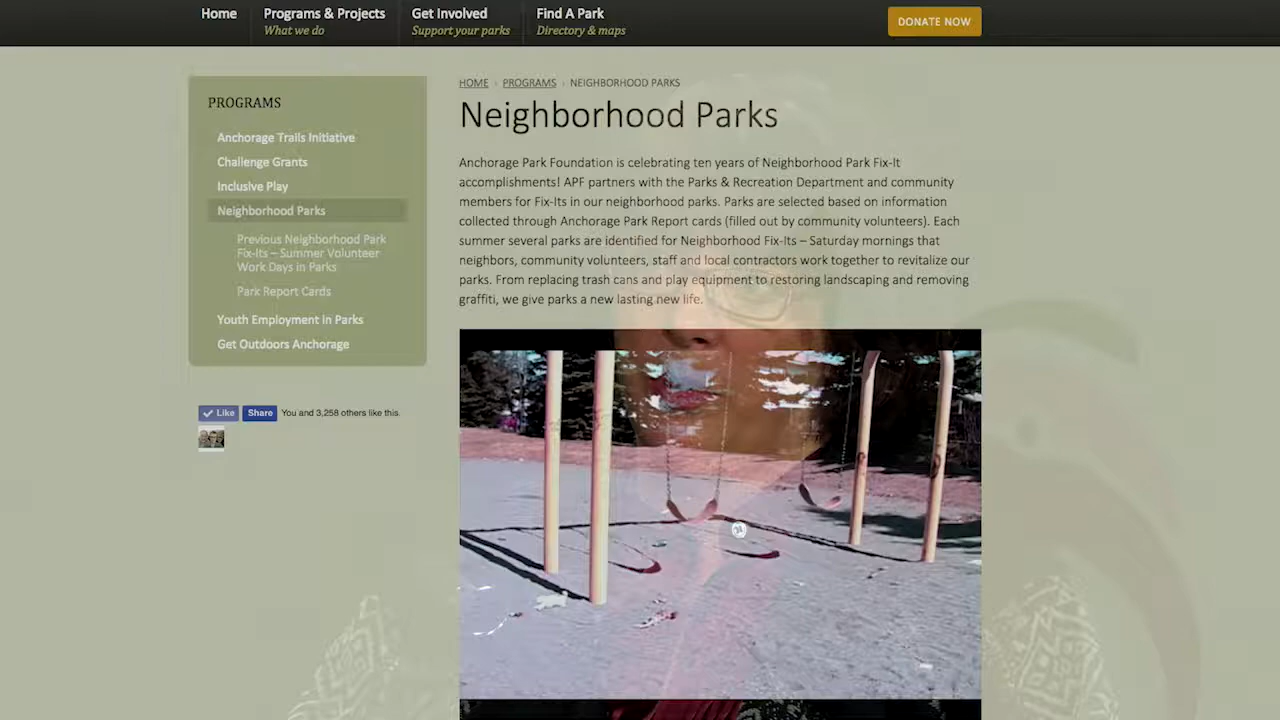 Home
Programs & Projects
Get Involved
Find A Park
What we do
Support your parks
Directory & maps
DONATE NOW
PROGRAMS
Anchorage Trails Initiative
Challenge Grants
Inclusive Play
Neighborhood Parks
Previous Neighborhood Park
Fix-Its – Summer Volunteer
Work Days in Parks
Park Report Cards
Youth Employment in Parks
Get Outdoors Anchorage
Like
Share
You and 3,258 others like this.
HOME › PROGRAMS › NEIGHBORHOOD PARKS
Neighborhood Parks
Anchorage Park Foundation is celebrating ten years of Neighborhood Park Fix-It
accomplishments! APF partners with the Parks & Recreation Department and community
members for Fix-Its in our neighborhood parks. Parks are selected based on information
collected through Anchorage Park Report cards (filled out by community volunteers). Each
summer several parks are identified for Neighborhood Fix-Its – Saturday mornings that
neighbors, community volunteers, staff and local contractors work together to revitalize our
parks. From replacing trash cans and play equipment to restoring landscaping and removing
graffiti, we give parks a new lasting new life.